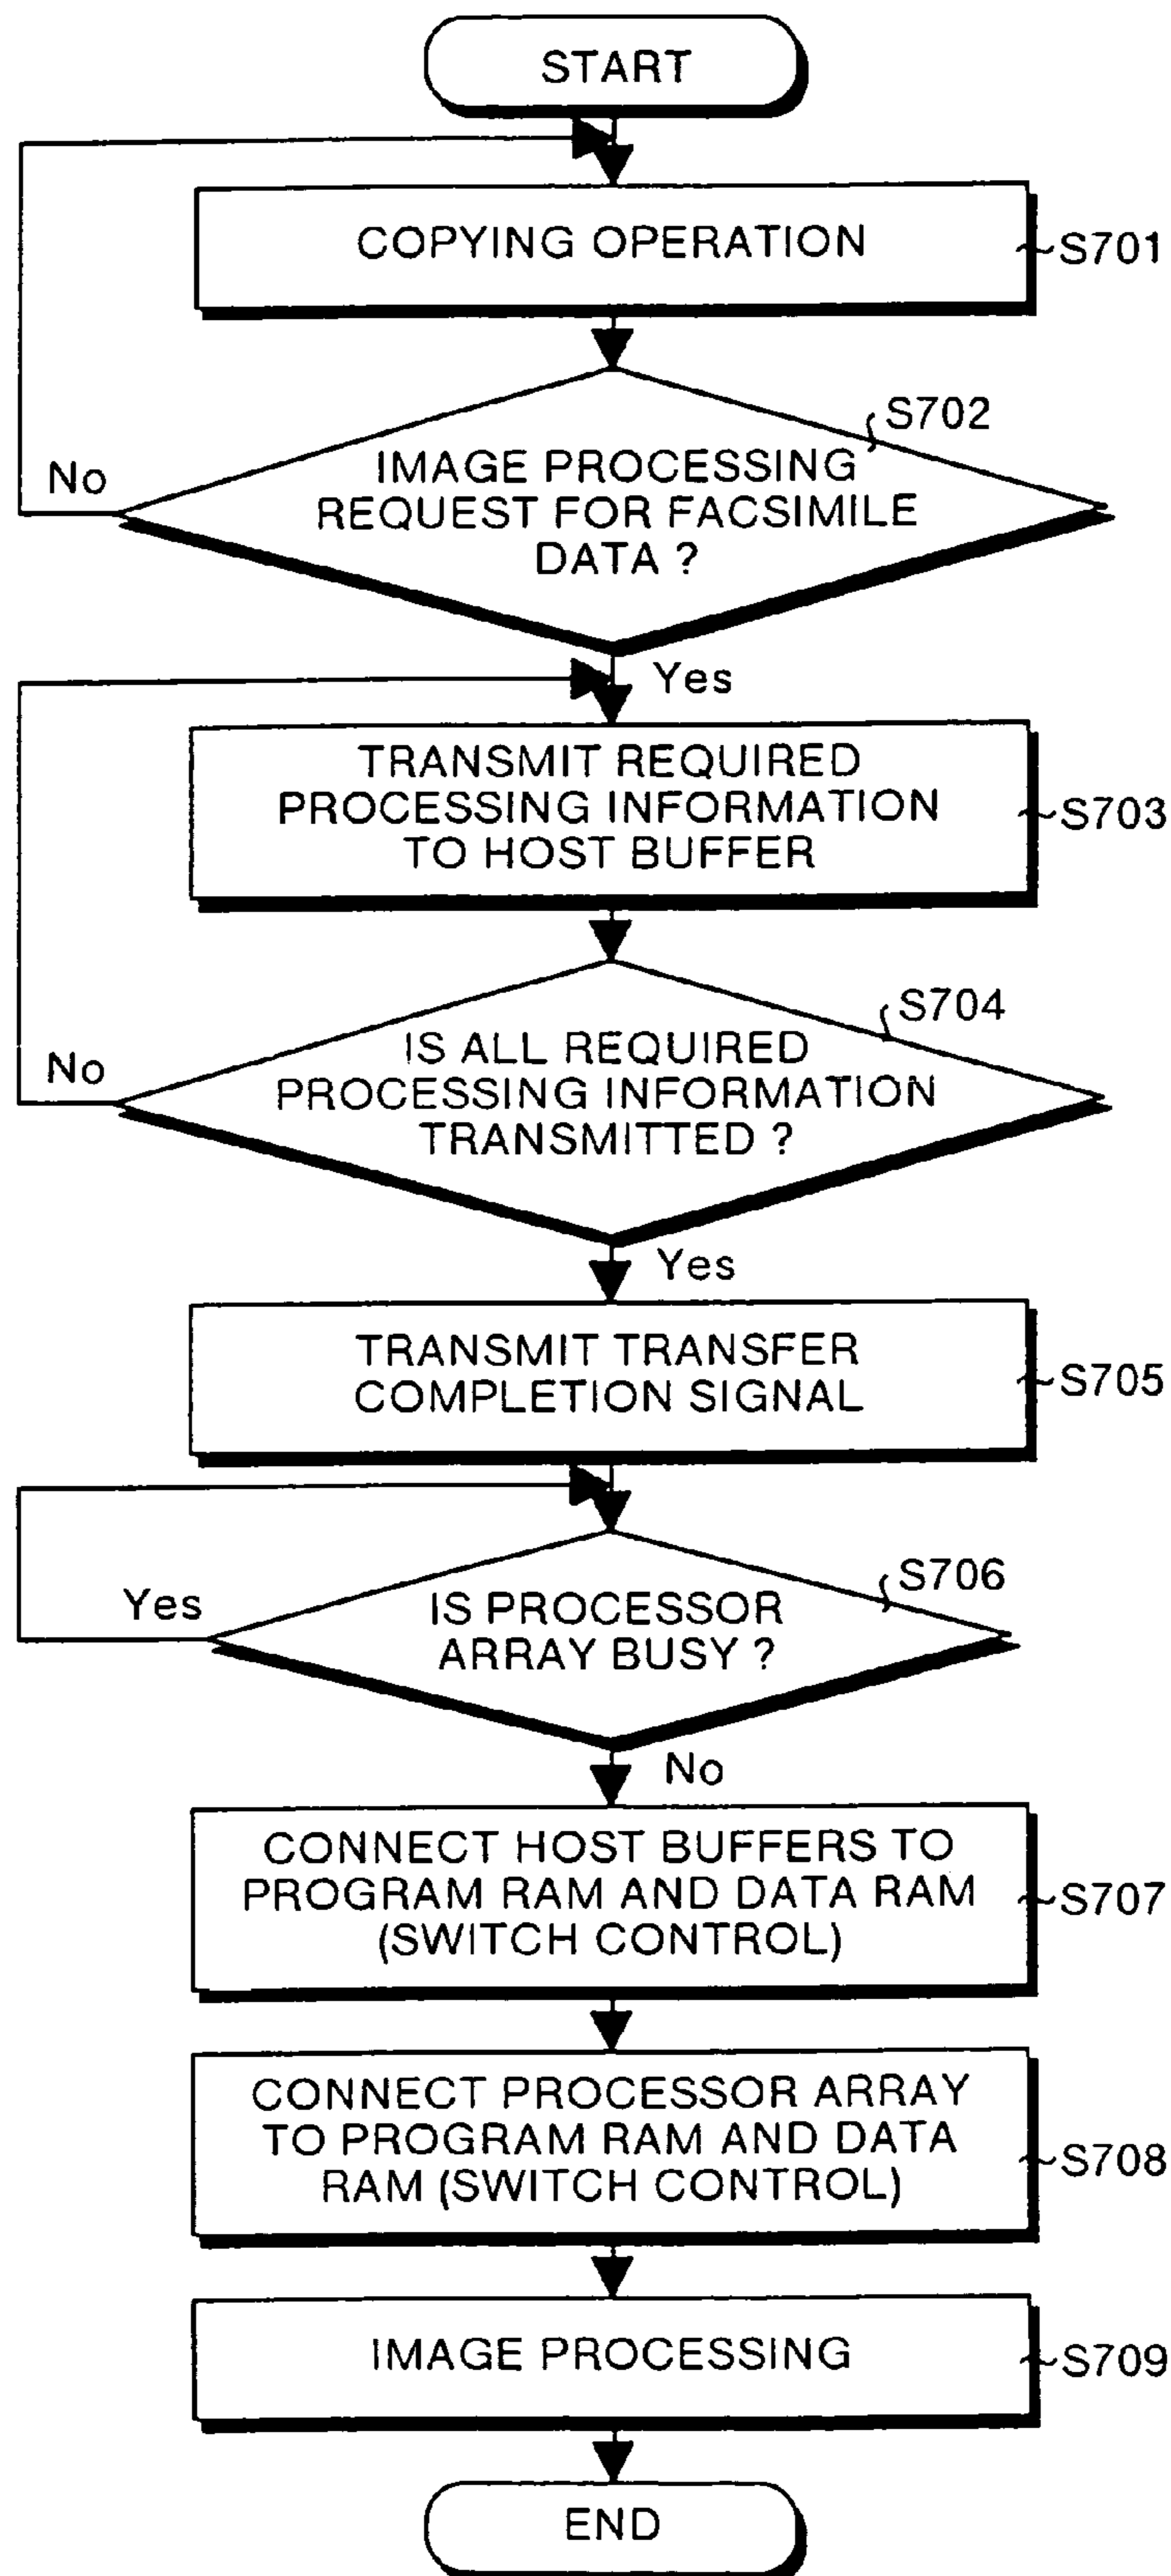 START
COPYING OPERATION
S701
S702
IMAGE PROCESSING
REQUEST FOR FACSIMILE
DATA ?
No
Yes
TRANSMIT REQUIRED
PROCESSING INFORMATION
TO HOST BUFFER
S703
S704
IS ALL REQUIRED
PROCESSING INFORMATION
TRANSMITTED ?
No
Yes
TRANSMIT TRANSFER
COMPLETION SIGNAL
S705
S706
IS PROCESSOR
ARRAY BUSY ?
Yes
No
CONNECT HOST BUFFERS TO
PROGRAM RAM AND DATA RAM
(SWITCH CONTROL)
S707
CONNECT PROCESSOR ARRAY
TO PROGRAM RAM AND DATA
RAM (SWITCH CONTROL)
S708
IMAGE PROCESSING
S709
END